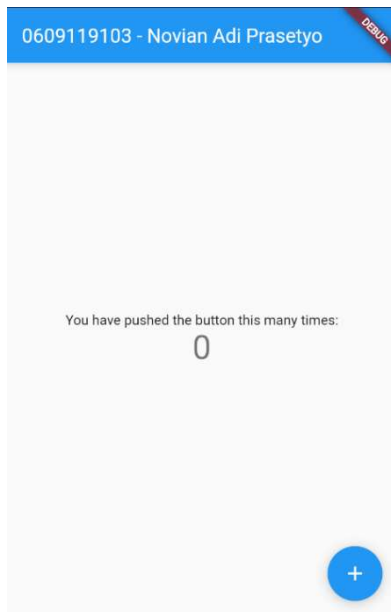 0609119103 - Novian Adi Prasetyo
DEBUG
You have pushed the button this many times:
0
+